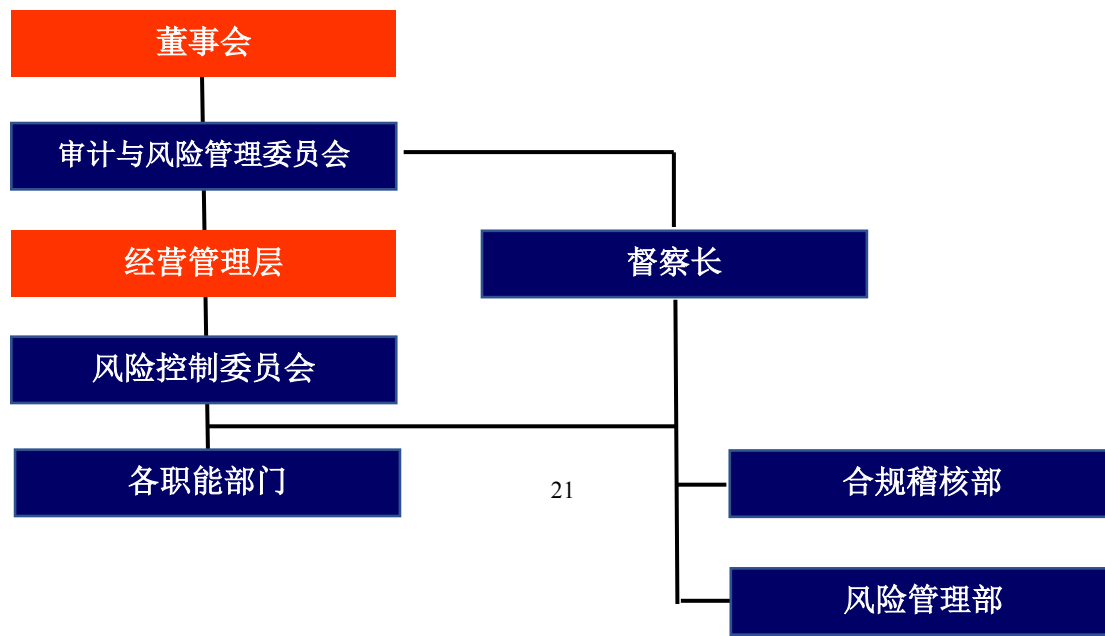 董事会
审计与风险管理委员会
经营管理层
督察长
风险控制委员会
各职能部门
21
合规稽核部
风险管理部